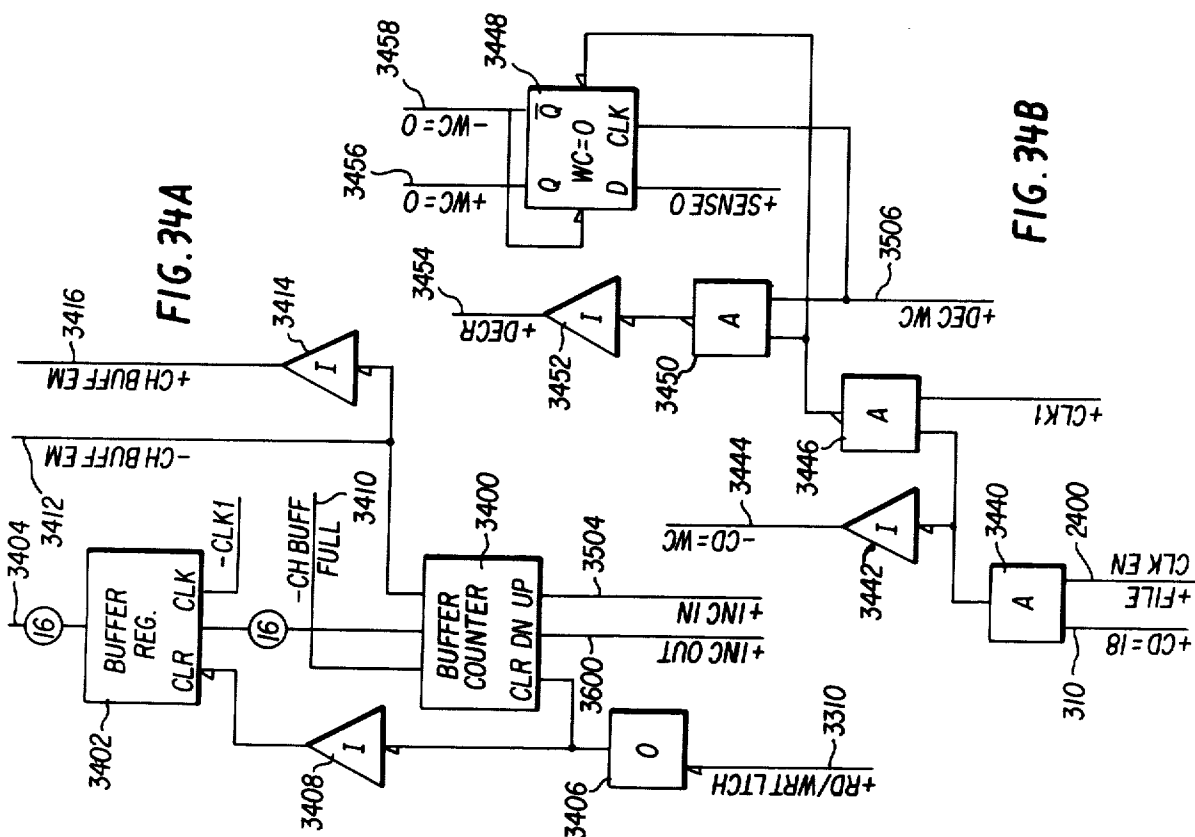 FIG. 34A
3404
16
BUFFER
REG.
CLR
CLK
3402
-CLK1
3412
-CH BUFF EM
3416
+CH BUFF EM
3414
I
-CH BUFF
FULL
3410
16
3408
I
BUFFER
COUNTER
CLR
DN
UP
3400
3406
O
+RD/WRT LTCH
3310
3600
+INC OUT
+INC IN
3504
FIG. 34B
3456
+WC=0
3458
-WC=0
3448
Q
Q̅
WC=0
D
CLK
+SENSE 0
3454
+DECR
3452
I
3450
A
+DEC WC
3506
3444
-CD=WC
3442
I
3446
A
+CLK1
3440
A
310
+CD=18
+FILE
CLK EN
2400